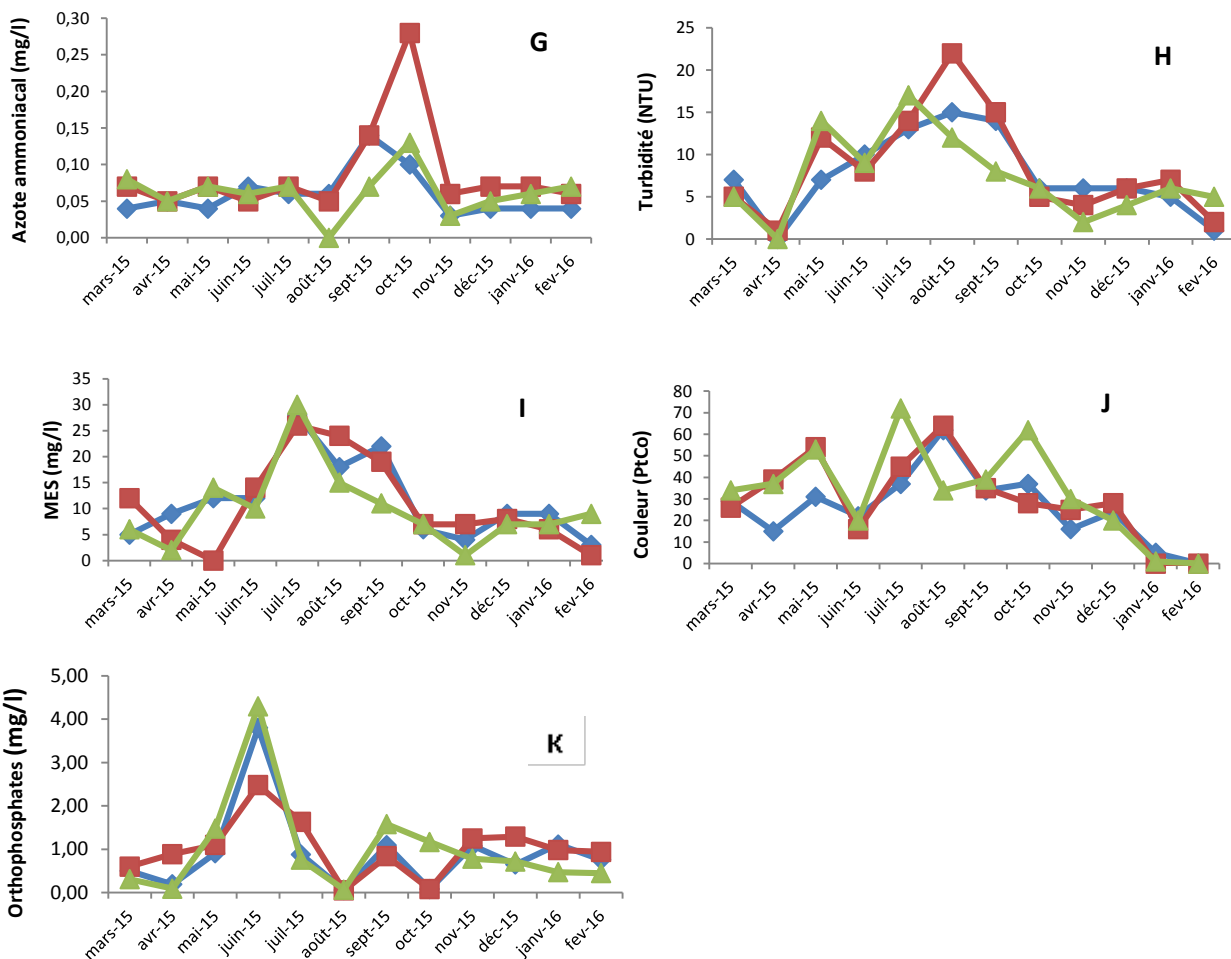 Azote ammoniacal (mg/l)
0,30
0,25
0,20
0,15
0,10
0,05
0,00
G
mars-15
avr-15
mai-15
juin-15
juil-15
août-15
sept-15
oct-15
nov-15
déc-15
janv-16
fev-16
Turbidité (NTU)
25
20
15
10
5
0
H
mars-15
avr-15
mai-15
juin-15
juil-15
août-15
sept-15
oct-15
nov-15
déc-15
janv-16
fev-16
MES (mg/l)
35
30
25
20
15
10
5
0
I
mars-15
avr-15
mai-15
juin-15
juil-15
août-15
sept-15
oct-15
nov-15
déc-15
janv-16
fev-16
Couleur (PtCo)
80
70
60
50
40
30
20
10
0
J
mars-15
avr-15
mai-15
juin-15
juil-15
août-15
sept-15
oct-15
nov-15
déc-15
janv-16
fev-16
Orthophosphates (mg/l)
5,00
4,00
3,00
2,00
1,00
0,00
K
mars-15
avr-15
mai-15
juin-15
juil-15
août-15
sept-15
oct-15
nov-15
déc-15
janv-16
fev-16